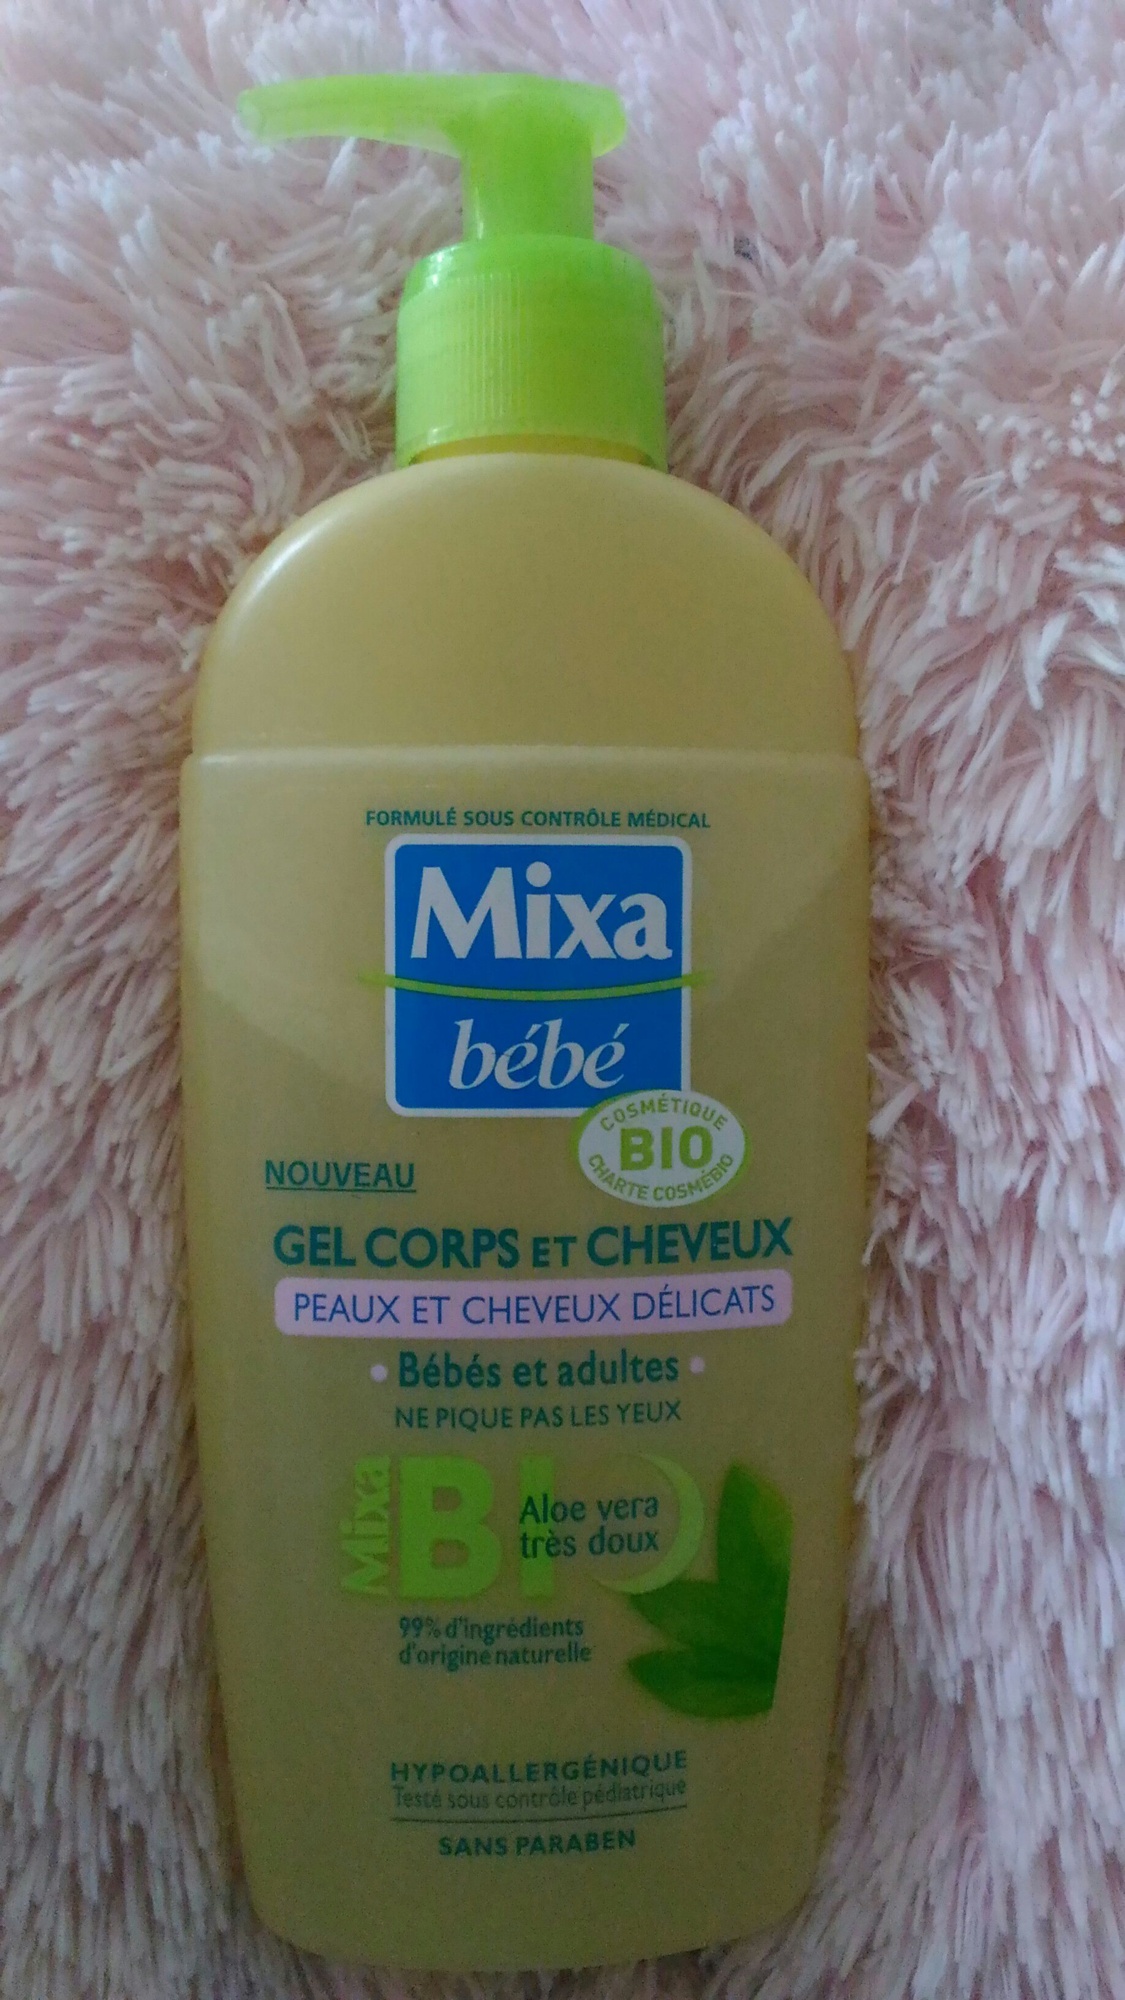 FORMULÉ SOUS CONTRÔLE MÉDICAL
Mixa
bébé
COSMÉTIQUE
BIO
CHARTE COSMÉBIO
NOUVEAU
GEL CORPS ET CHEVEUX
PEAUX ET CHEVEUX DÉLICATS
• Bébés et adultes •
NE PIQUE PAS LES YEUX
Mixa
BIO
Aloe vera
très doux
99% d'ingrédients
d'origine naturelle
HYPOALLERGÉNIQUE
Testé sous contrôle pédiatrique
SANS PARABEN